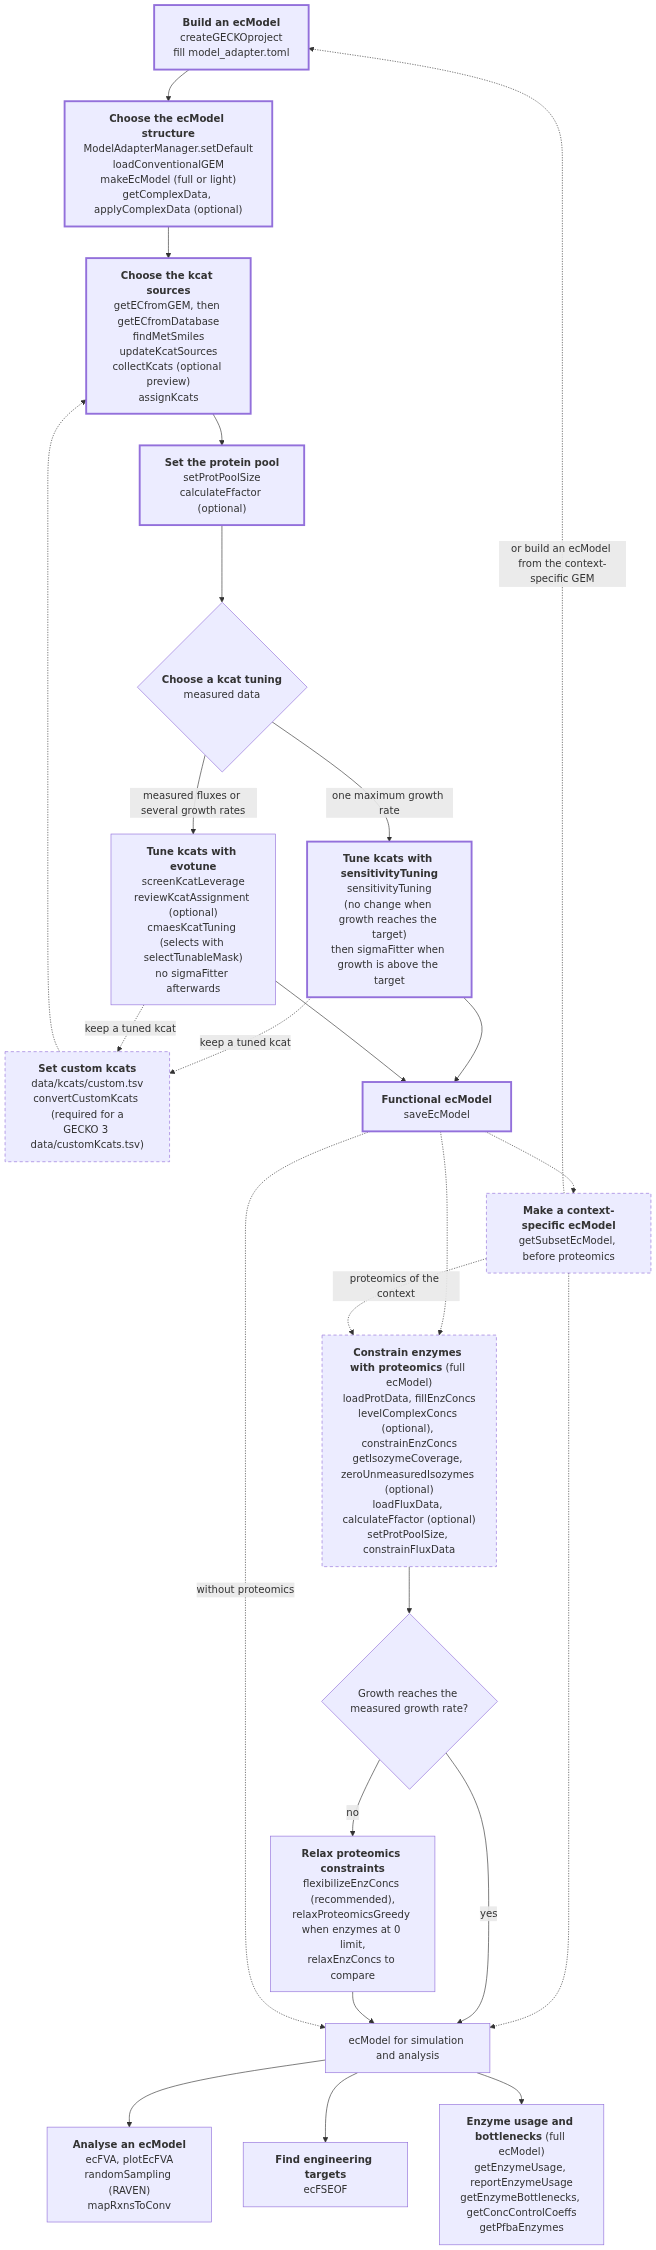 Build an ecModel
createGECKOproject
fill model_adapter.toml
Choose the ecModel
structure
ModelAdapterManager.setDefault
loadConventionalGEM
makeEcModel (full or light)
getComplexData,
applyComplexData (optional)
Choose the kcat
sources
getECfromGEM, then
getECfromDatabase
findMetSmiles
updateKcatSources
collectKcats (optional
preview)
assignKcats
Set the protein pool
setProtPoolSize
calculateFfactor
(optional)
or build an ecModel
from the context-
specific GEM
Choose a kcat tuning
measured data
measured fluxes or
several growth rates
one maximum growth
rate
Tune kcats with
evotune
screenKcatLeverage
reviewKcatAssignment
(optional)
cmaesKcatTuning
(selects with
selectTunableMask)
no sigmaFitter
afterwards
Tune kcats with
sensitivityTuning
sensitivityTuning
(no change when
growth reaches the
target)
then sigmaFitter when
growth is above the
target
keep a tuned kcat
keep a tuned kcat
Set custom kcats
data/kcats/custom.tsv
convertCustomKcats
(required for a
GECKO 3
data/customKcats.tsv)
Functional ecModel
saveEcModel
Make a context-
specific ecModel
getSubsetEcModel,
before proteomics
proteomics of the
context
Constrain enzymes
with proteomics (full
ecModel)
loadProtData, fillEnzConcs
levelComplexConcs
(optional),
constrainEnzConcs
getIsozymeCoverage,
zeroUnmeasuredIsozymes
(optional)
loadFluxData,
calculateFfactor (optional)
setProtPoolSize,
constrainFluxData
without proteomics
Growth reaches the
measured growth rate?
no
yes
Relax proteomics
constraints
flexibilizeEnzConcs
(recommended),
relaxProteomicsGreedy
when enzymes at 0
limit,
relaxEnzConcs to
compare
ecModel for simulation
and analysis
Analyse an ecModel
ecFVA, plotEcFVA
randomSampling
(RAVEN)
mapRxnsToConv
Find engineering
targets
ecFSEOF
Enzyme usage and
bottlenecks (full
ecModel)
getEnzymeUsage,
reportEnzymeUsage
getEnzymeBottlenecks,
getConcControlCoeffs
getPfbaEnzymes